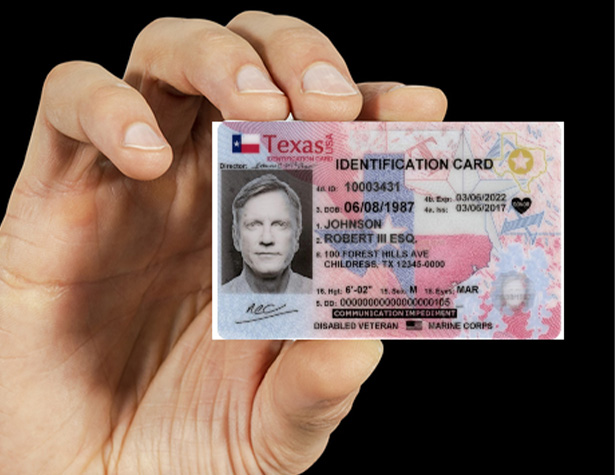 Texas USA
IDENTIFICATION CARD
Director:
IDENTIFICATION CARD
4d. ID: 10003431
4b. Exp: 03/06/2022
3. DOB: 06/08/1987 4a. Iss: 03/06/2017
DONOR
1. JOHNSON
2. ROBERT III ESQ.
8. 100 FOREST HILLS AVE
CHILDRESS, TX 12345-0000
16. Hgt: 6'-02" 15. Sex: M 18. Eyes: MAR
5. DD: 00000000000000000105
COMMUNICATION IMPEDIMENT
DISABLED VETERAN MARINE CORPS